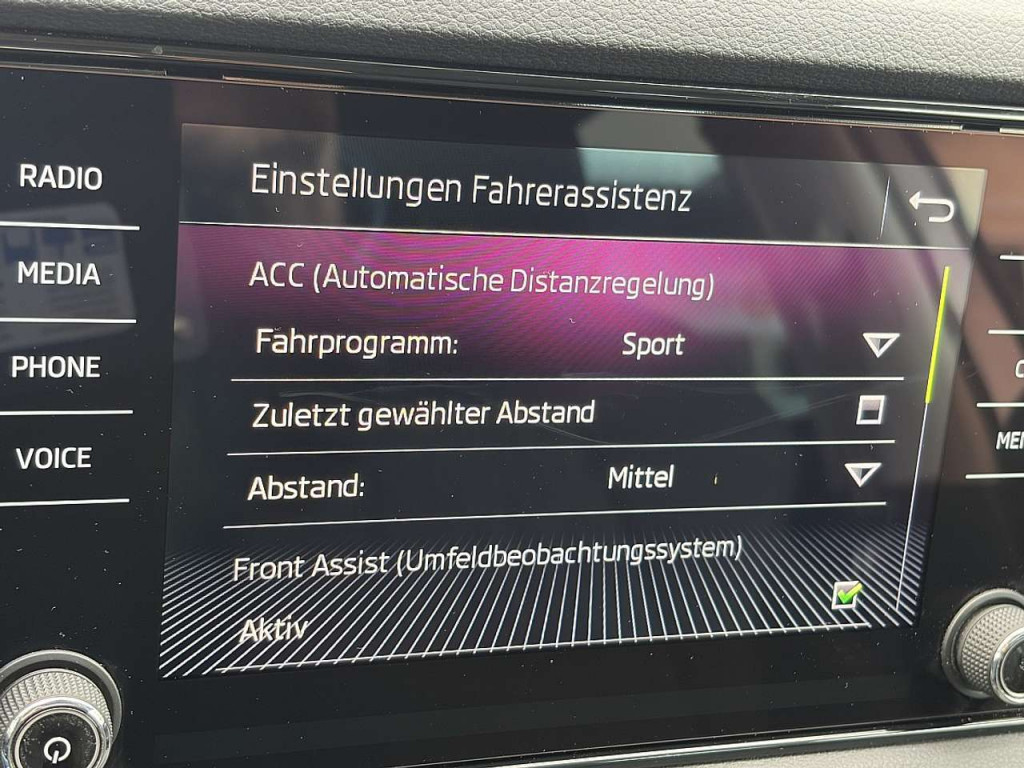 RADIO
MEDIA
PHONE
VOICE
Einstellungen Fahrerassistenz
ACC (Automatische Distanzregelung)
Fahrprogramm: Sport
Zuletzt gewählter Abstand
Abstand: Mittel
Front Assist (Umfeldbeobachtungssystem)
Aktiv